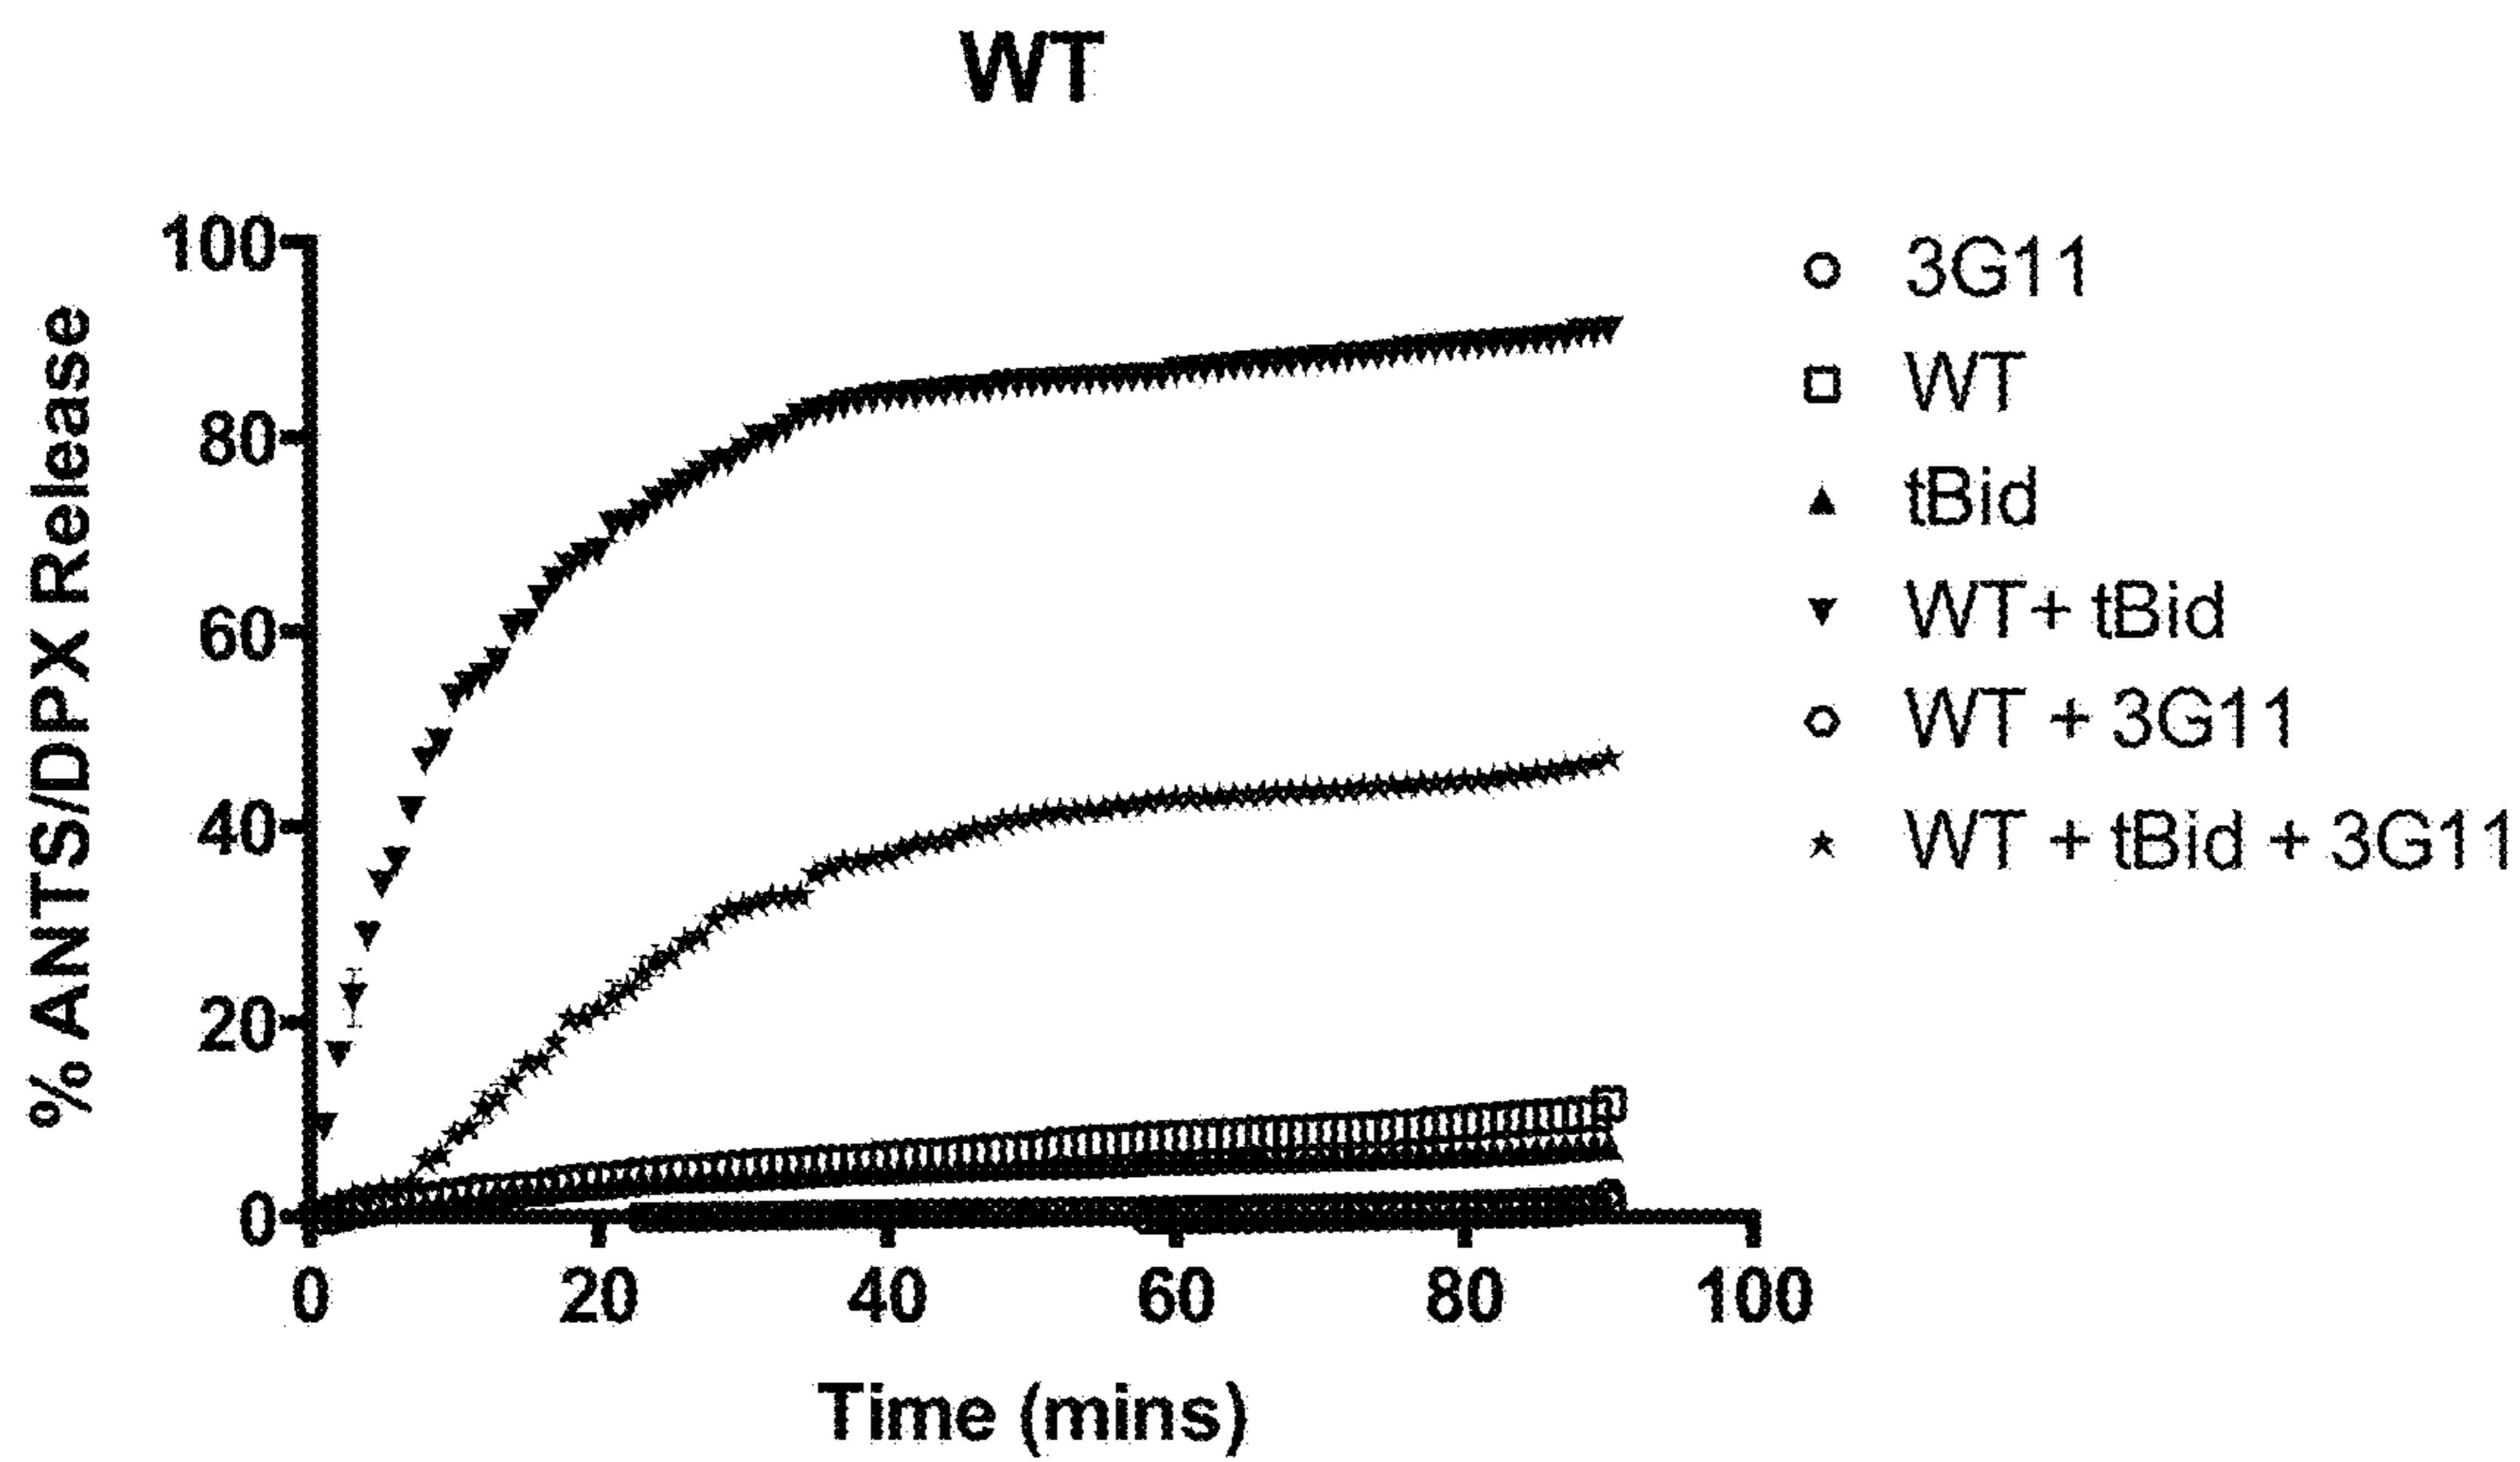 WT
% ANTS/DPX Release
100
80
60
40
20
0
0 20 40 60 80 100
Time (mins)
3G11
WT
tBid
WT+ tBid
WT + 3G11
WT + tBid + 3G11